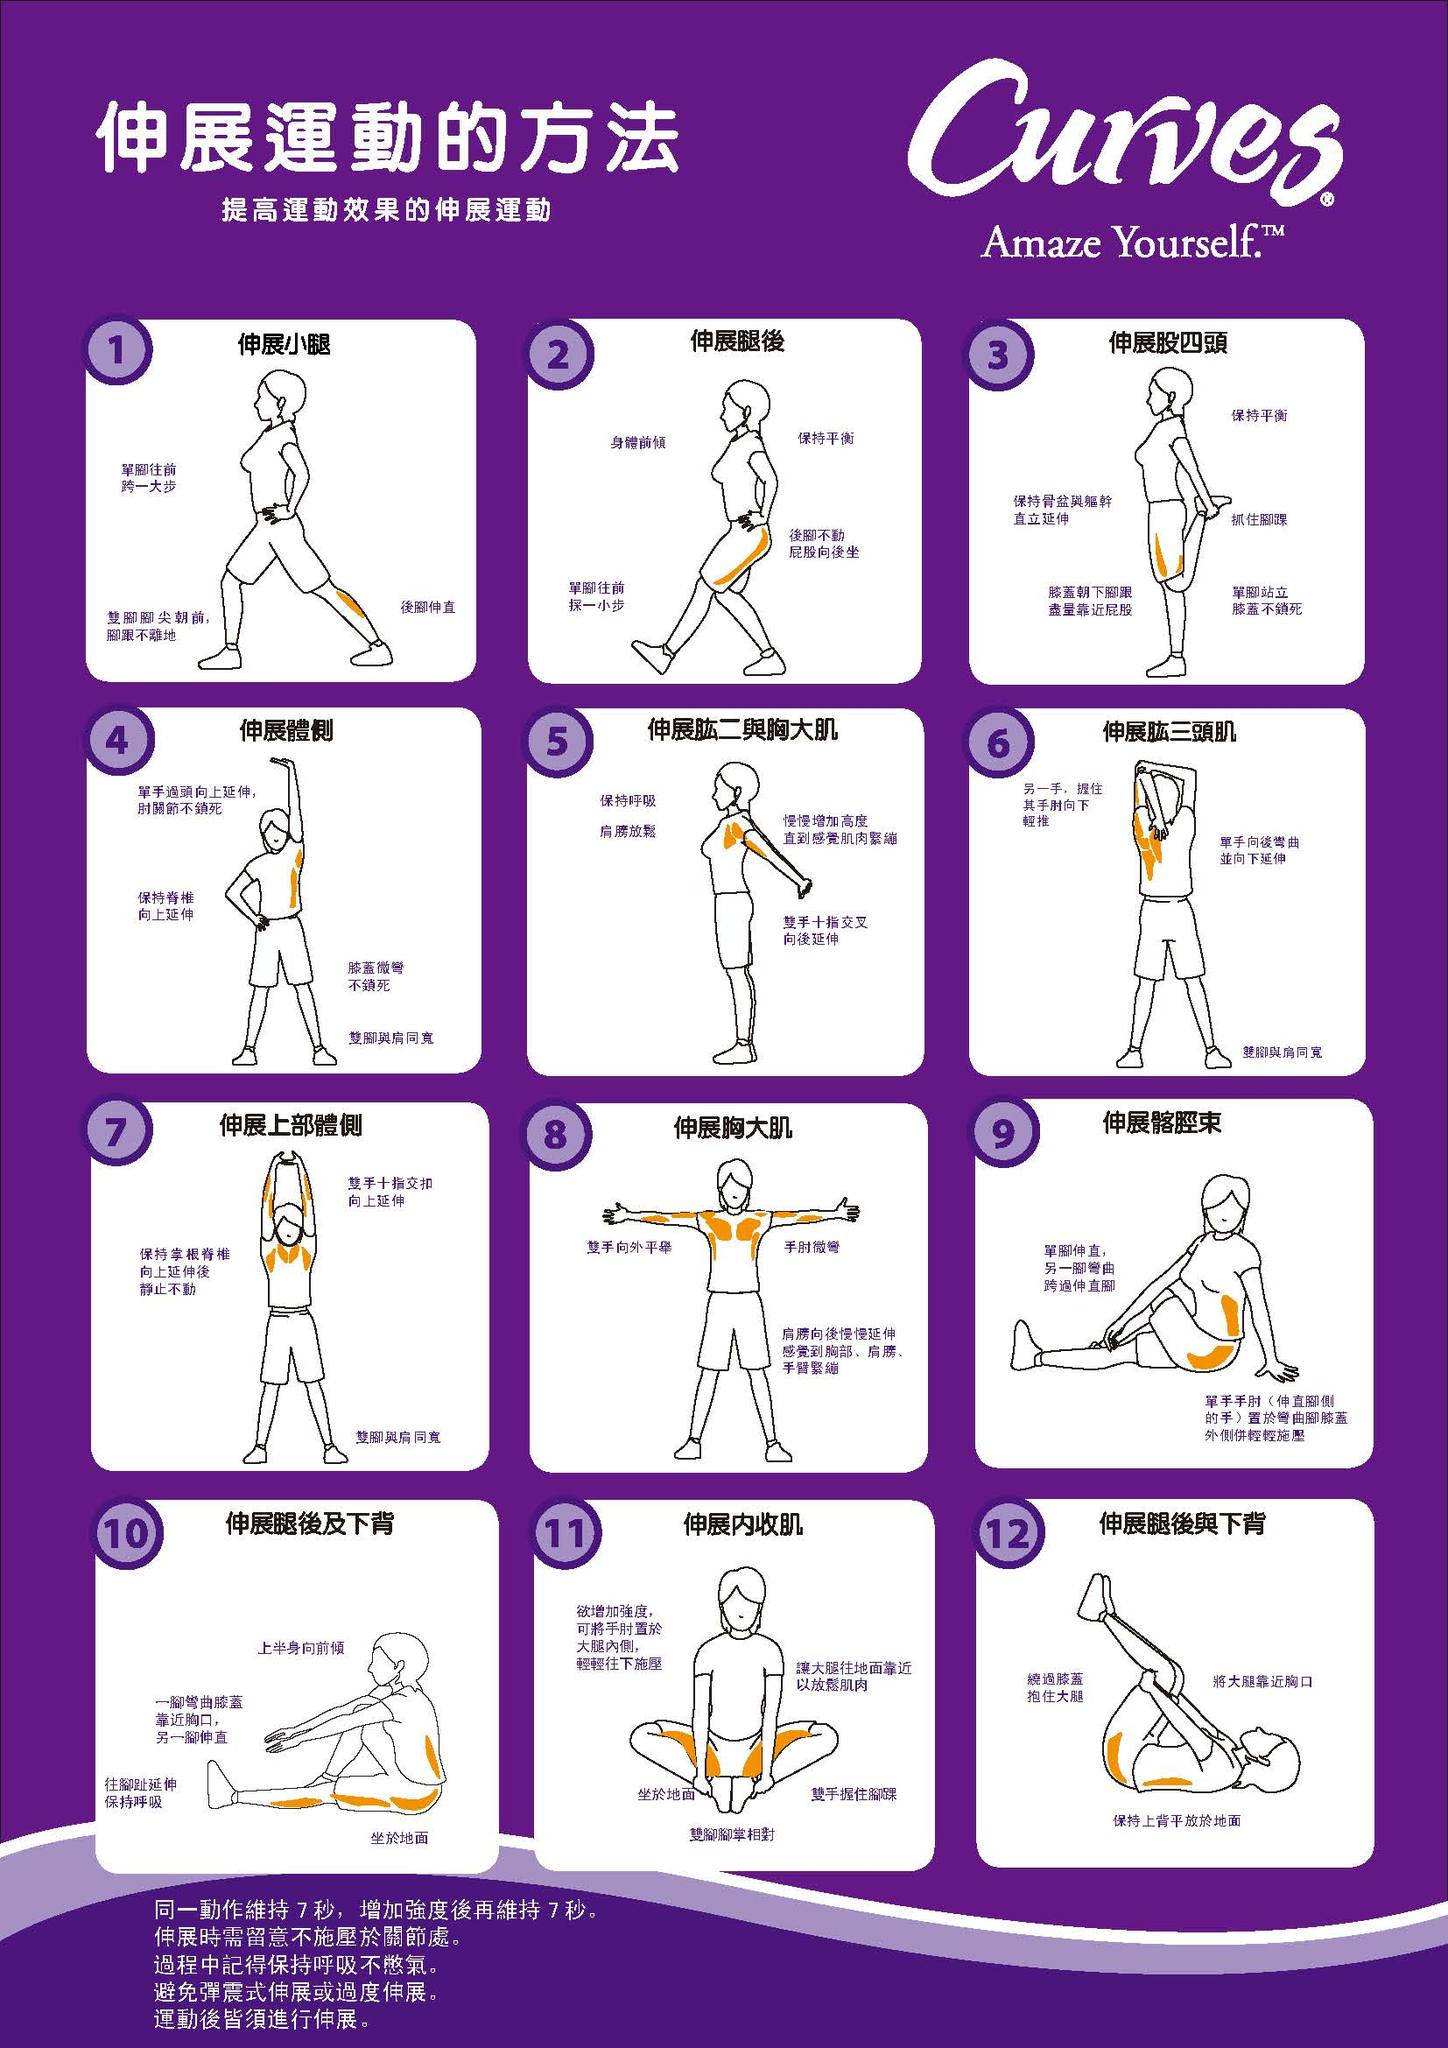 伸展運動的方法
提高運動效果的伸展運動
Curves®
Amaze Yourself.™
1
伸展小腿
單腳往前
跨一大步
雙腳腳尖朝前，
腳跟不離地
後腳伸直
2
伸展腿後
身體前傾
保持平衡
後腳不動
屁股向後坐
單腳往前
採一小步
3
伸展股四頭
保持平衡
保持骨盆與軀幹
直立延伸
抓住腳踝
膝蓋朝下腳跟
盡量靠近屁股
單腳站立
膝蓋不鎖死
4
伸展體側
單手過頭向上延伸，
肘關節不鎖死
保持脊椎
向上延伸
膝蓋微彎
不鎖死
雙腳與肩同寬
5
伸展肱二與胸大肌
保持呼吸
肩膀放鬆
慢慢增加高度
直到感覺肌肉緊繃
雙手十指交叉
向後延伸
6
伸展肱三頭肌
另一手，握住
其手肘向下
輕推
單手向後彎曲
並向下延伸
雙腳與肩同寬
7
伸展上部體側
雙手十指交扣
向上延伸
保持掌根脊椎
向上延伸後
靜止不動
雙腳與肩同寬
8
伸展胸大肌
雙手向外平舉
手肘微彎
肩膀向後慢慢延伸
感覺到胸部、肩膀、
手臂緊繃
9
伸展髂脛束
單腳伸直，
另一腳彎曲
跨過伸直腳
單手手肘（伸直腳側
的手）置於彎曲腳膝蓋
外側併輕輕施壓
10
伸展腿後及下背
上半身向前傾
一腳彎曲膝蓋
靠近胸口，
另一腳伸直
往腳趾延伸
保持呼吸
坐於地面
11
伸展內收肌
欲增加強度，
可將手肘置於
大腿內側，
輕輕往下施壓
讓大腿往地面靠近
以放鬆肌肉
坐於地面
雙手握住腳踝
雙腳腳掌相對
12
伸展腿後與下背
繞過膝蓋
抱住大腿
將大腿靠近胸口
保持上背平放於地面
同一動作維持 7 秒，增加強度後再維持 7 秒。
伸展時需留意不施壓於關節處。
過程中記得保持呼吸不憋氣。
避免彈震式伸展或過度伸展。
運動後皆須進行伸展。